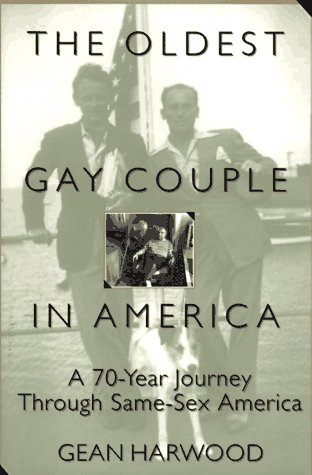 THE OLDEST
GAY COUPLE
IN AMERICA
A 70-Year Journey
Through Same-Sex America
GEAN HARWOOD